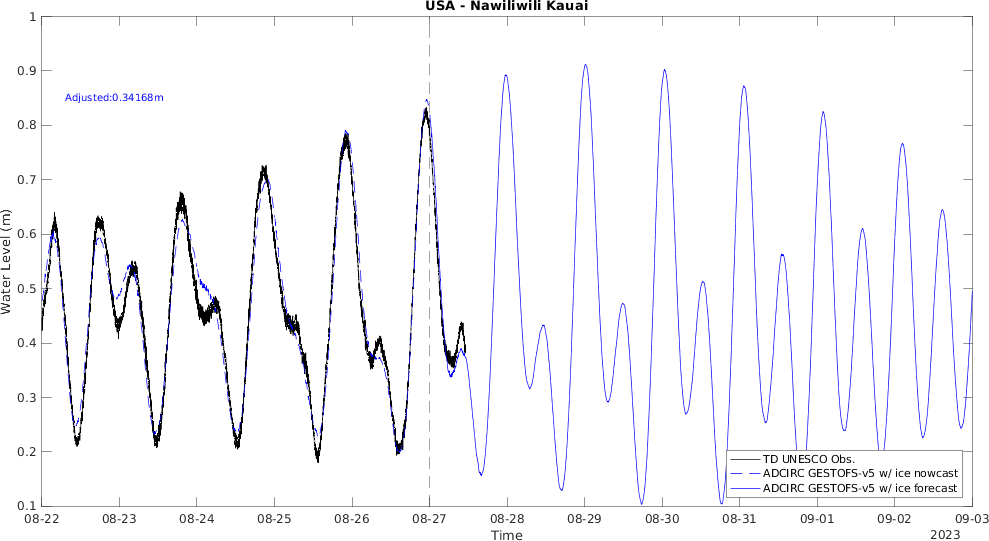 USA - Nawiliwili Kauai
1
0.9
0.8
0.7
0.6
0.5
0.4
0.3
0.2
0.1
Water Level (m)
Adjusted:0.34168m
TD UNESCO Obs.
ADCIRC GESTOFS-v5 w/ ice nowcast
ADCIRC GESTOFS-v5 w/ ice forecast
08-22 08-23 08-24 08-25 08-26 08-27 08-28 08-29 08-30 08-31 09-01 09-02 09-03
Time
2023